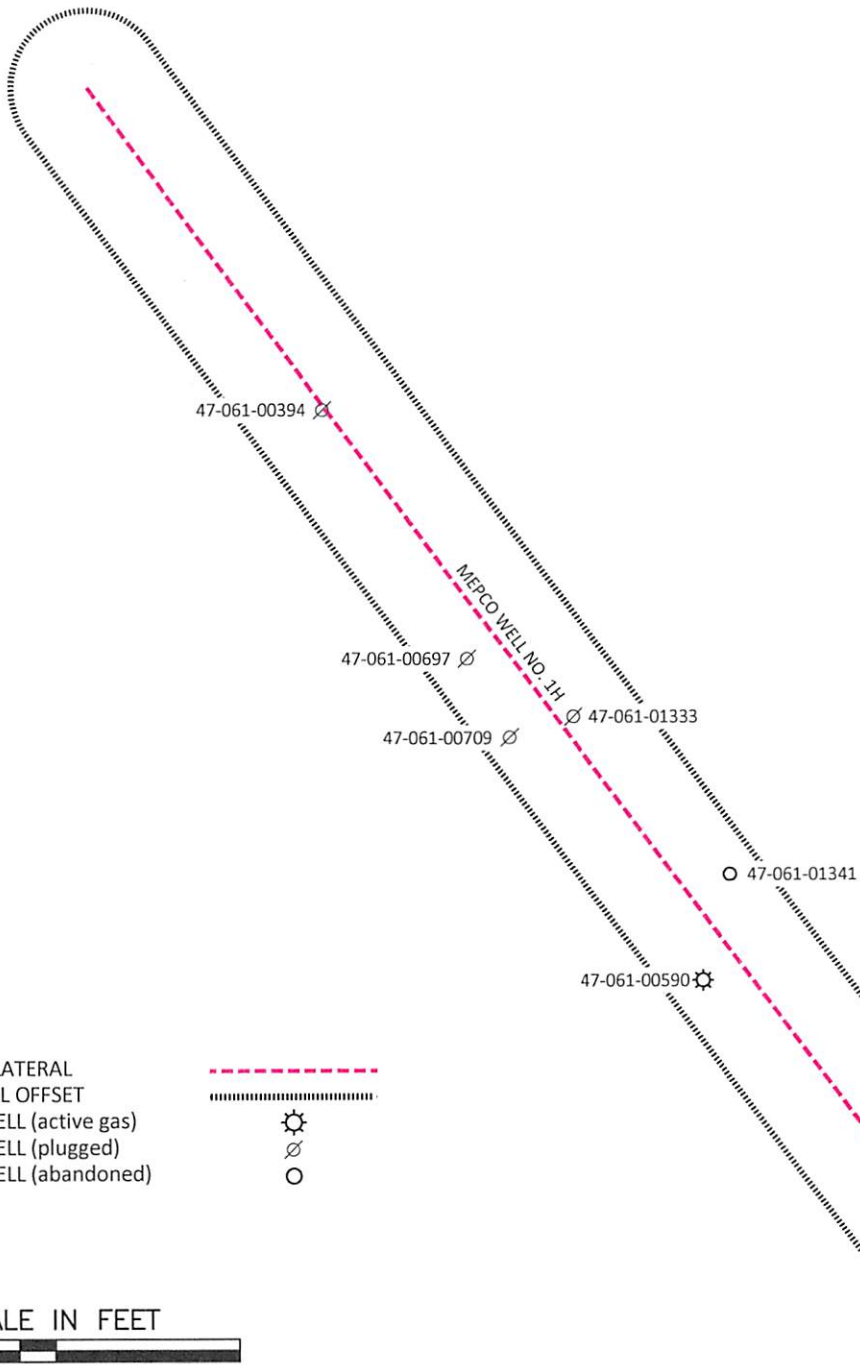 47-061-00394
MEPCO WELL NO. 1H
47-061-00697
47-061-01333
47-061-00709
47-061-01341
47-061-00590
ATERAL
L OFFSET
ELL (active gas)
ELL (plugged)
ELL (abandoned)
ALE IN FEET